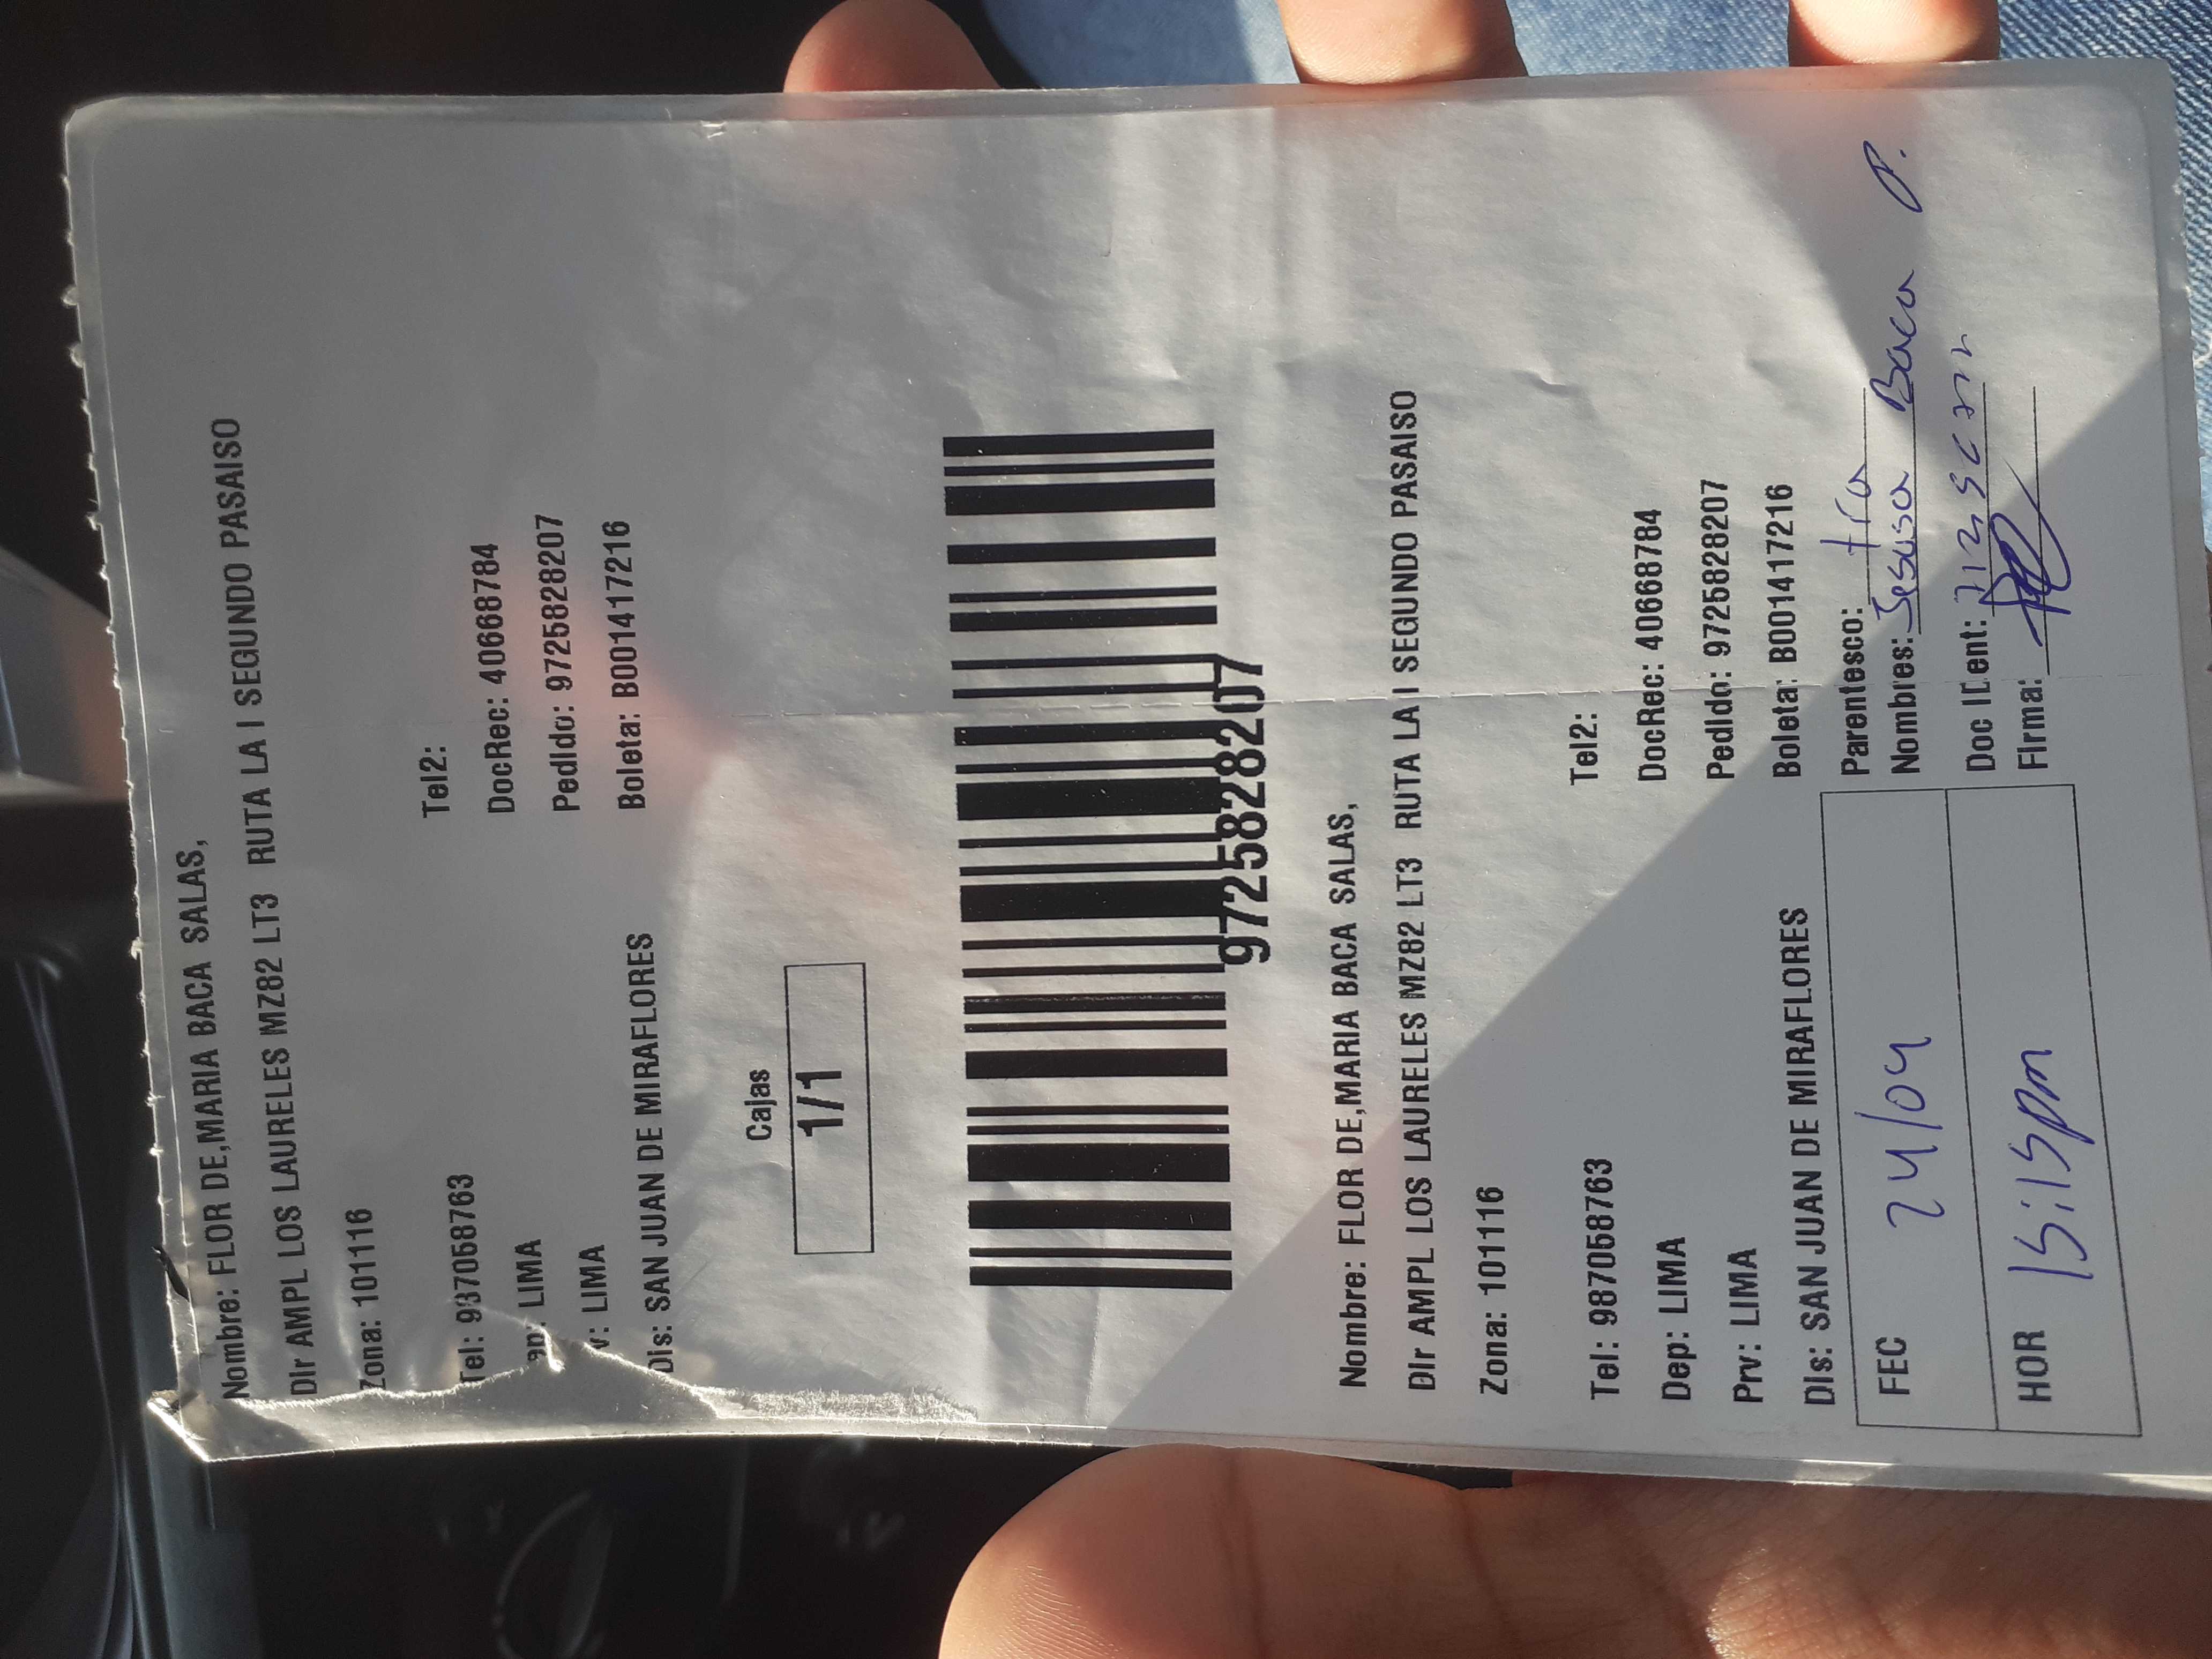 Nombre: FLOR DE,MARIA BACA SALAS,
DIr AMPL LOS LAURELES MZ82 LT3 RUTA LA I SEGUNDO PASAISO
Zona: 101116
Tel: 987058763 Tel2:
ep: LIMA DocRec: 40668784
v: LIMA PedIdo: 9725828207
DIs: SAN JUAN DE MIRAFLORES Boleta: B001417216
Cajas
1/1
9725828207
Nombre: FLOR DE,MARIA BACA SALAS,
DIr AMPL LOS LAURELES MZ82 LT3 RUTA LA I SEGUNDO PASAISO
Zona: 101116
Tel: 987058763 Tel2:
Dep: LIMA DocRec: 40668784
Prv: LIMA PedIdo: 9725828207
DIs: SAN JUAN DE MIRAFLORES Boleta: B001417216
FEC 24/04 Parentesco:
Nombres: Jesusa Baca P.
HOR 15:15pm Doc IDent:
FIrma: